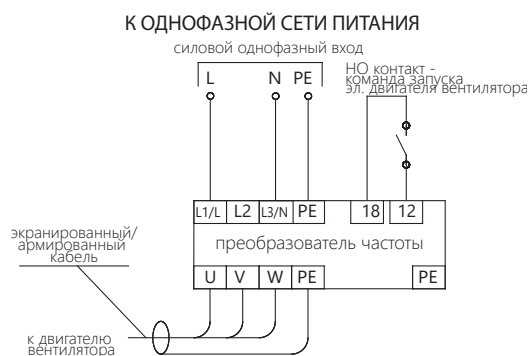 К ОДНОФАЗНОЙ СЕТИ ПИТАНИЯ
силовой однофазный вход
L N PE
НО контакт -
команда запуска
эл. двигателя вентилятора
L1/L L2 L3/N PE 18 12
преобразователь частоты
U V W PE PE
экранированный/
армированный
кабель
к двигателю
вентилятора